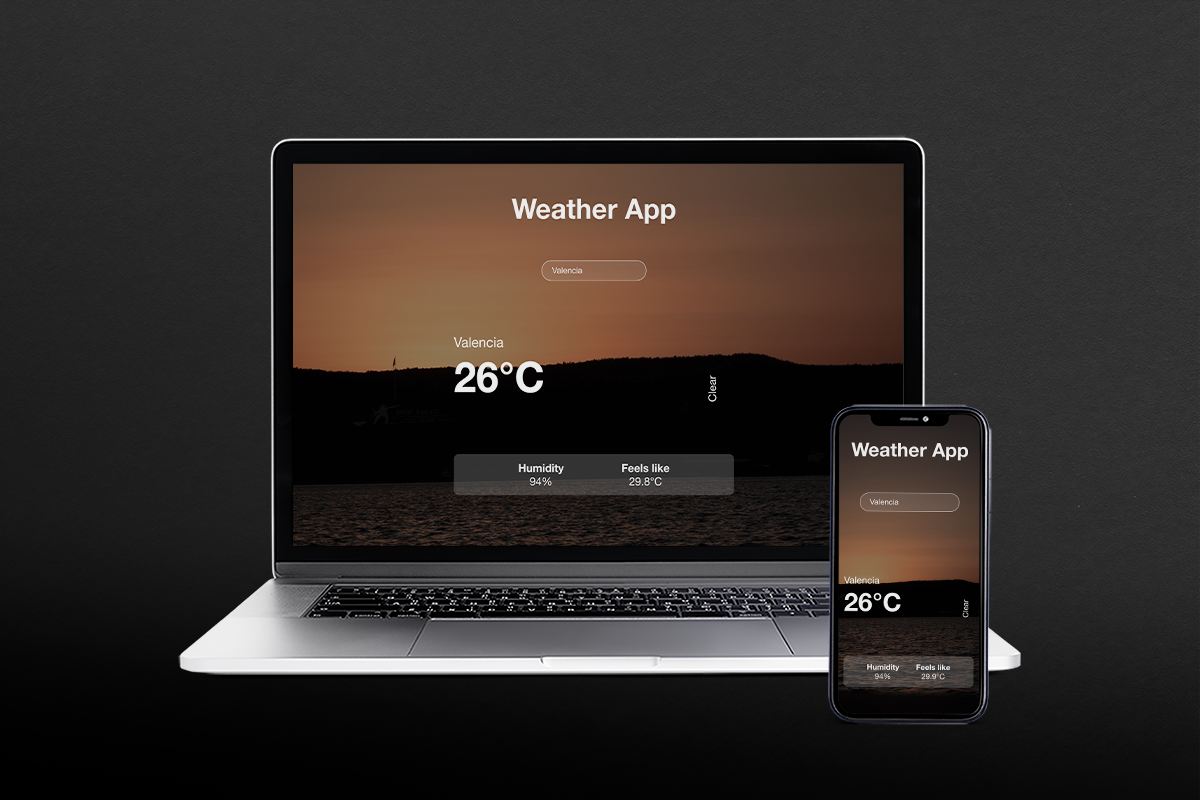 Weather App
Valencia
Valencia
26°C
Clear
Humidity
94%
Feels like
29.8°C
Weather App
Valencia
Valencia
26°C
Clear
Humidity
94%
Feels like
29.9°C